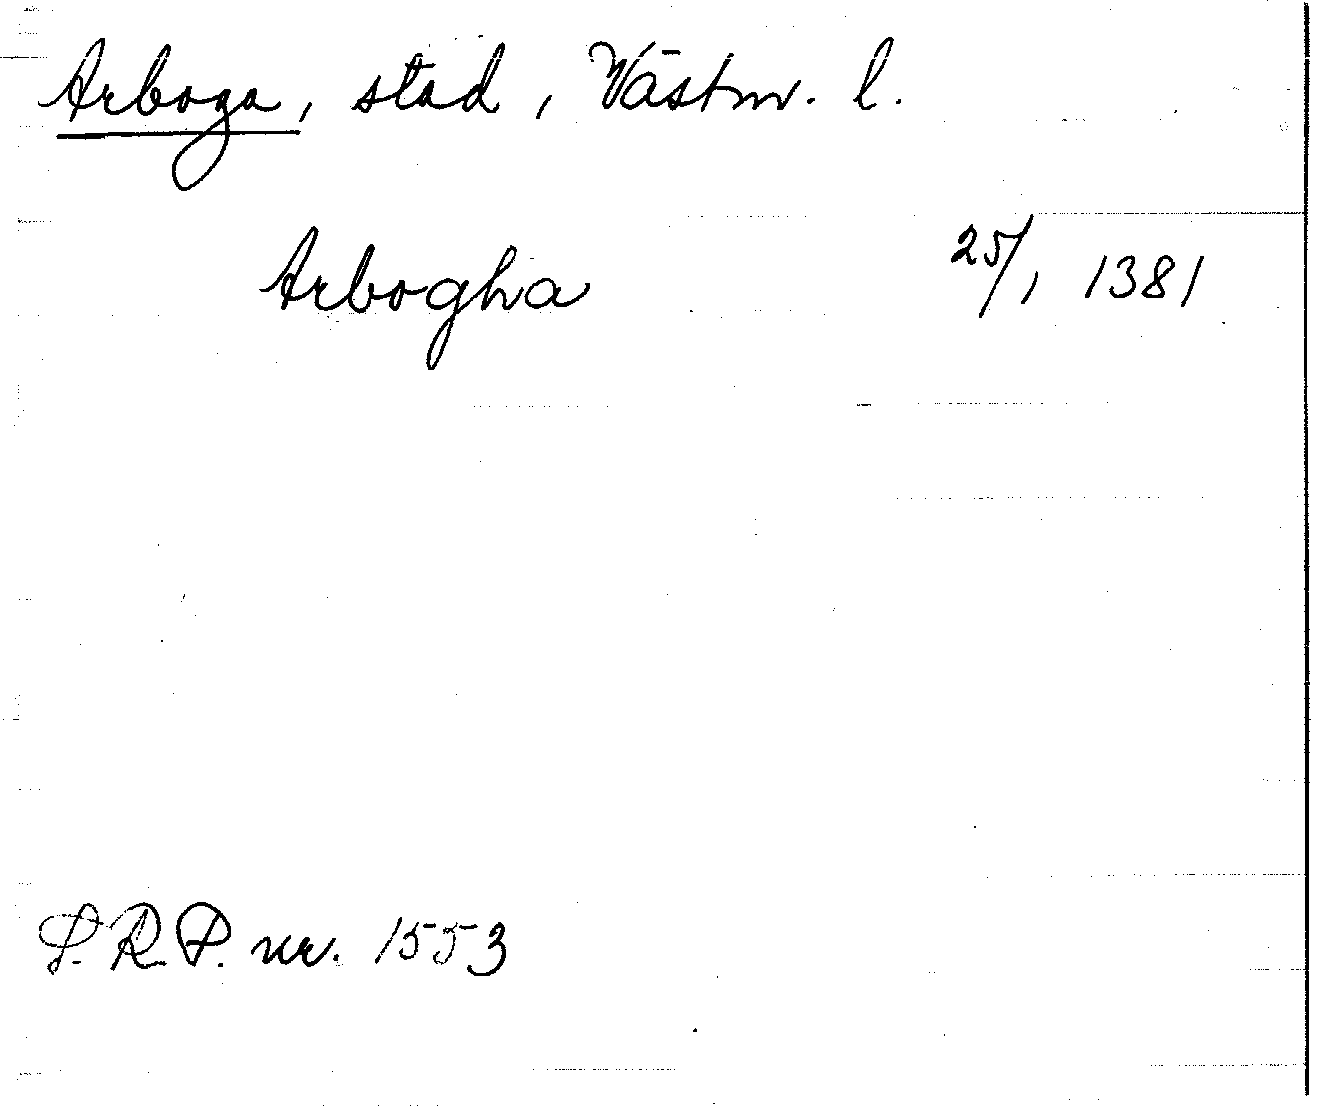 Arboga, stad, Västm. l.
Arbogha 25/1 1381
P.R.P. nr. 1553